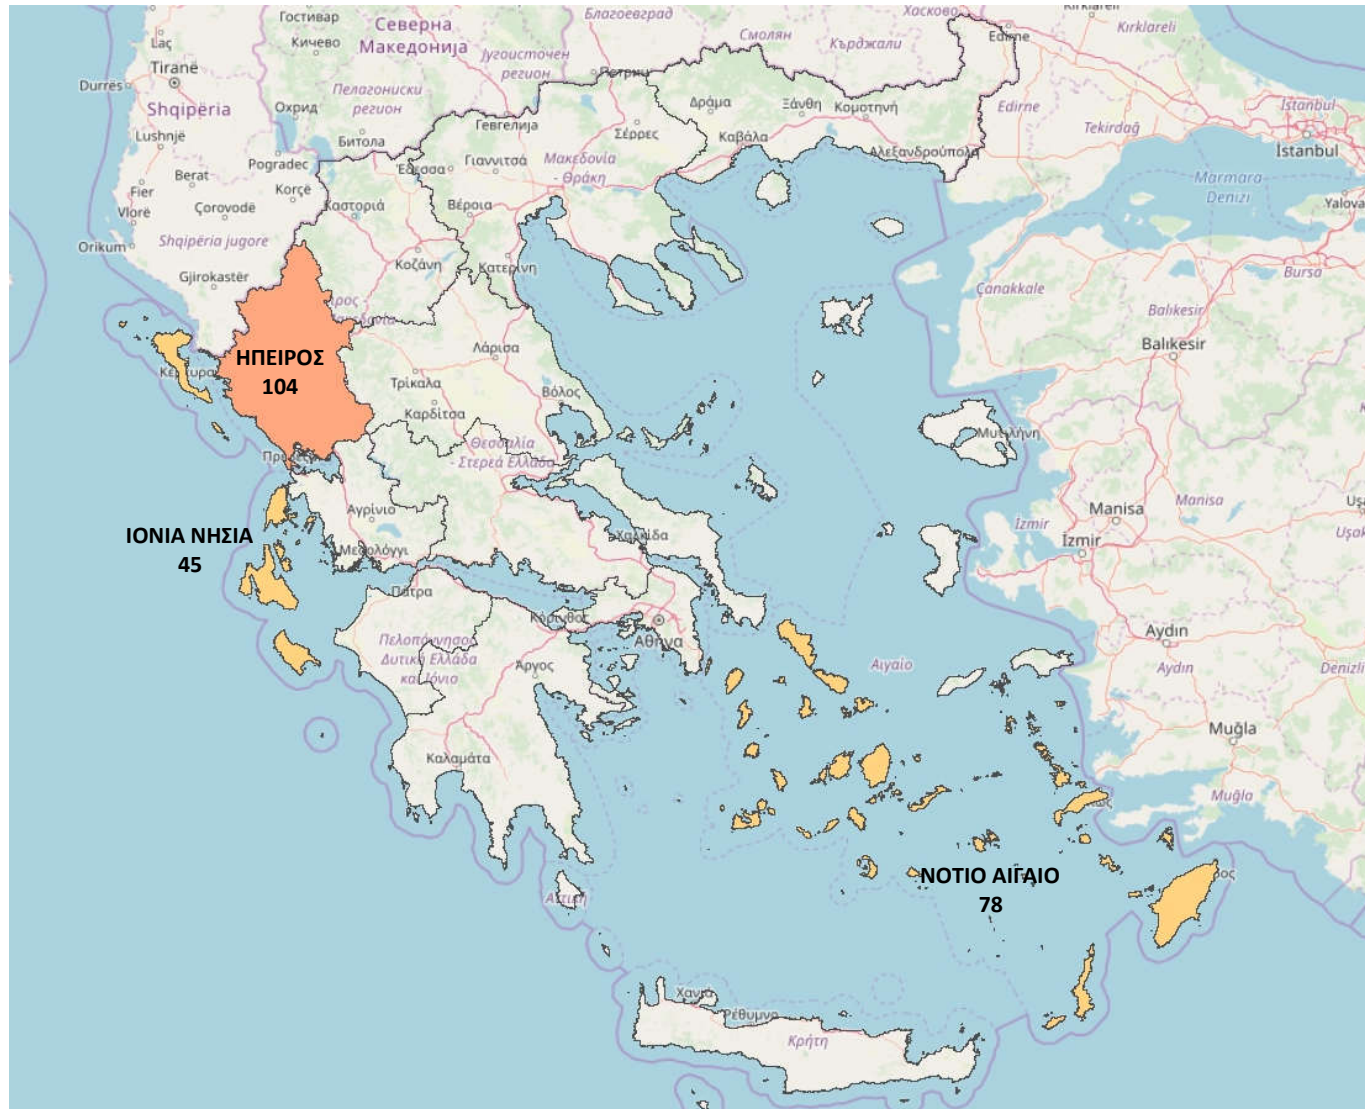 Гостивар
Кичево
Северна
Македонија
Благоевград
Хасково
Kırklareli
Смолян
Кърджали
Edirne
Laç
Tiranë
Durrës
Shqipëria
Lushnjë
Југоисточен
регион
Пелагониски
регион
Охрид
Битола
Гевгелија
Δράμα
Ξάνθη
Κομοτηνή
Σέρρες
Καβάλα
Αλεξανδρούπολη
Edirne
Tekirdağ
İstanbul
İstanbul
Marmara
Denizi
Yalova
Pogradec
Berat
Korçë
Fier
Vlorë
Çorovodë
Orikum
Shqipëria jugore
Gjirokastër
Έδεσσα
Γιαννιτσά
Μακεδονία
- Θράκη
Καστοριά
Βέροια
Κοζάνη
Κατερίνη
Çanakkale
Bursa
Balıkesir
Balıkesir
ΗΠΕΙΡΟΣ
104
Λάρισα
Τρίκαλα
Καρδίτσα
Βόλος
Θεσσαλία
- Στερεά Ελλάδα
Μυτιλήνη
Manisa
Manisa
İzmir
İzmir
ΙΟΝΙΑ ΝΗΣΙΑ
45
Αγρίνιο
Μεσολόγγι
Χαλκίδα
Πάτρα
Κόρινθος
Αθήνα
Πελοπόννησος
Δυτική Ελλάδα
και Ιόνιο
Άργος
Αιγαίο
Aydın
Aydın
Denizli
Muğla
Muğla
Καλαμάτα
ΝΟΤΙΟ ΑΙΓΑΙΟ
78
Χανιά
Ρέθυμνο
Κρήτη